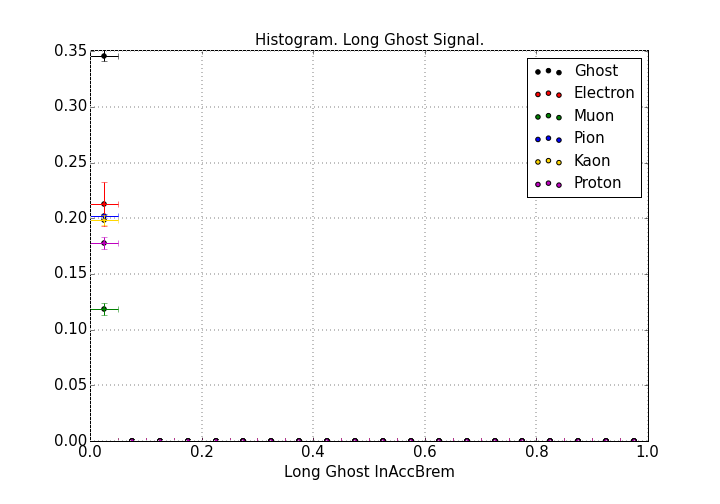 Histogram. Long Ghost Signal.
0.35
0.30
0.25
0.20
0.15
0.10
0.05
0.00
Ghost
Electron
Muon
Pion
Kaon
Proton
0.0 0.2 0.4 0.6 0.8 1.0
Long Ghost InAccBrem